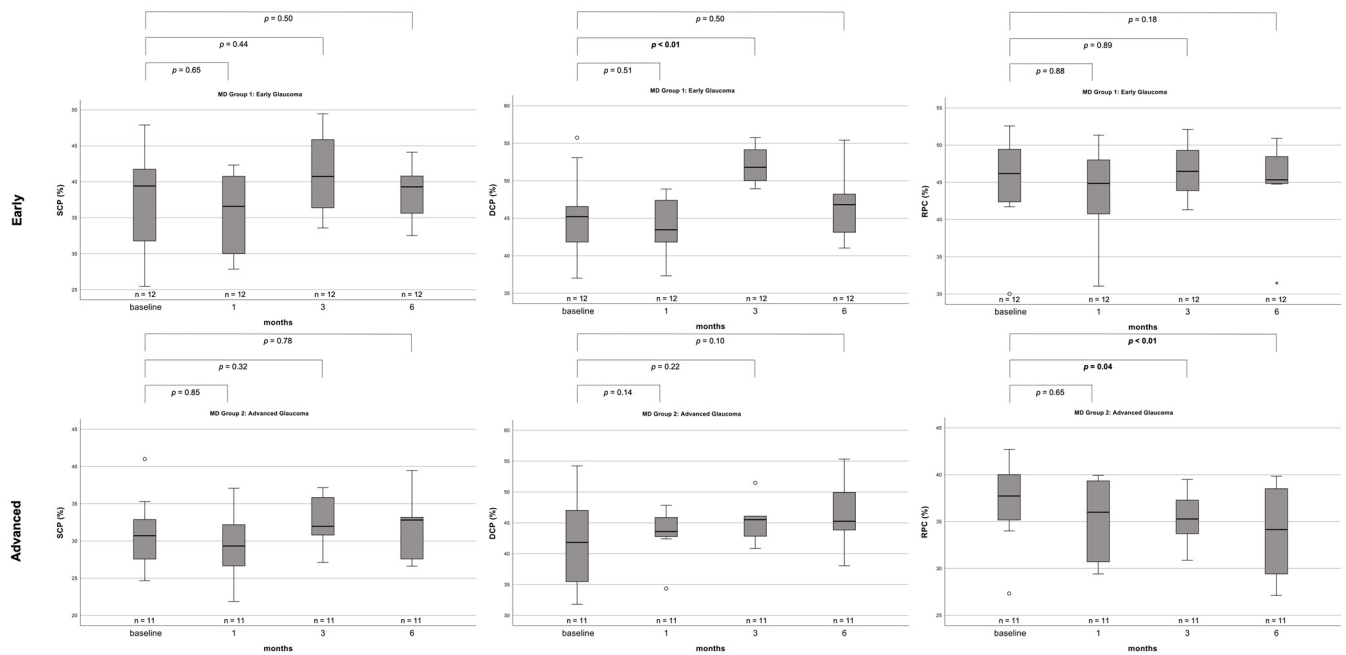 p = 0.50
p = 0.44
p = 0.65
MD Group 1: Early Glaucoma
50
45
40
35
30
25
SCP (%)
n = 12 n = 12 n = 12 n = 12
baseline 1 3 6
months
p = 0.50
p < 0.01
p = 0.51
MD Group 1: Early Glaucoma
60
55
50
45
40
35
DCP (%)
n = 12 n = 12 n = 12 n = 12
baseline 1 3 6
months
p = 0.18
p = 0.89
p = 0.88
MD Group 1: Early Glaucoma
55
50
45
40
35
30
RPC (%)
n = 12 n = 12 n = 12 n = 12
baseline 1 3 6
months
Early
p = 0.78
p = 0.32
p = 0.85
MD Group 2: Advanced Glaucoma
45
40
35
30
25
20
SCP (%)
n = 11 n = 11 n = 11 n = 11
baseline 1 3 6
months
p = 0.10
p = 0.22
p = 0.14
MD Group 2: Advanced Glaucoma
60
55
50
45
40
35
30
DCP (%)
n = 11 n = 11 n = 11 n = 11
baseline 1 3 6
months
p < 0.01
p = 0.04
p = 0.65
MD Group 2: Advanced Glaucoma
45
40
35
30
25
RPC (%)
n = 11 n = 11 n = 11 n = 11
baseline 1 3 6
months
Advanced